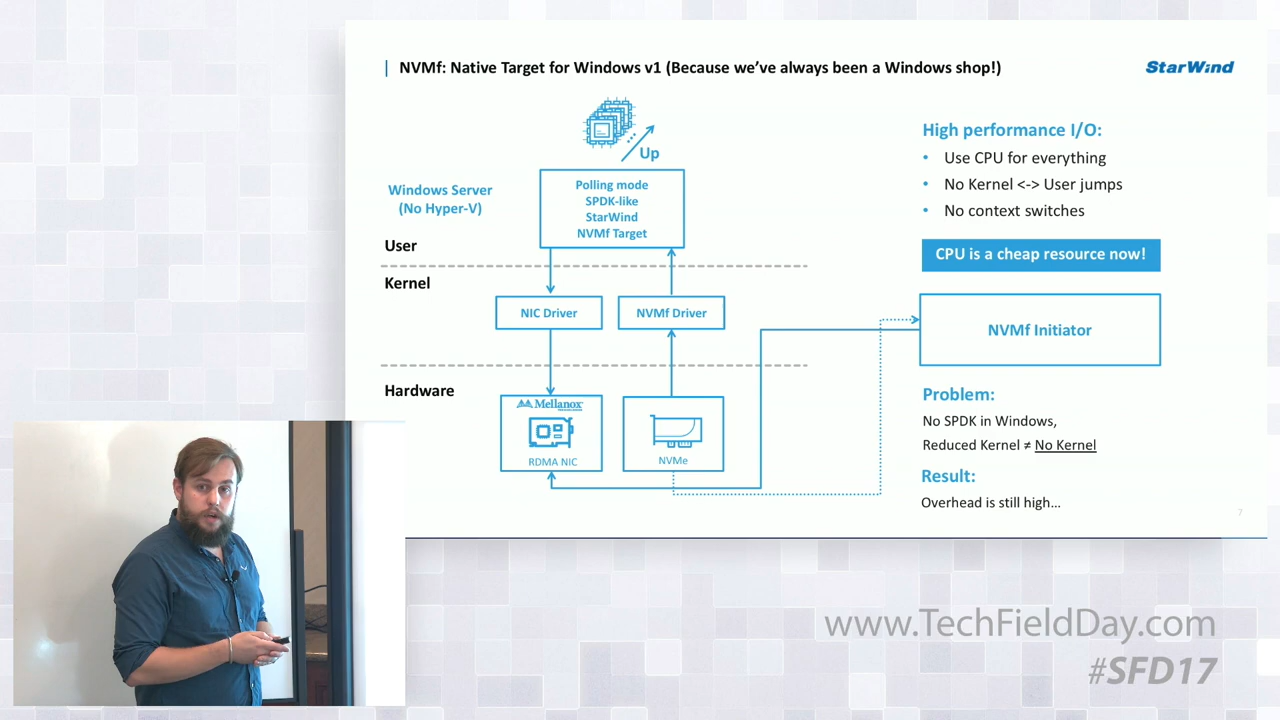 NVMf: Native Target for Windows v1 (Because we've always been a Windows shop!)
StarWind
Up
Windows Server
(No Hyper-V)
Polling mode
SPDK-like
StarWind
NVMf Target
User
Kernel
NIC Driver
NVMf Driver
Hardware
Mellanox
RDMA NIC
NVMe
High performance I/O:
• Use CPU for everything
• No Kernel <-> User jumps
• No context switches
CPU is a cheap resource now!
NVMf Initiator
Problem:
No SPDK in Windows,
Reduced Kernel ≠ No Kernel
Result:
Overhead is still high...
7
www.TechFieldDay.com
#SFD17